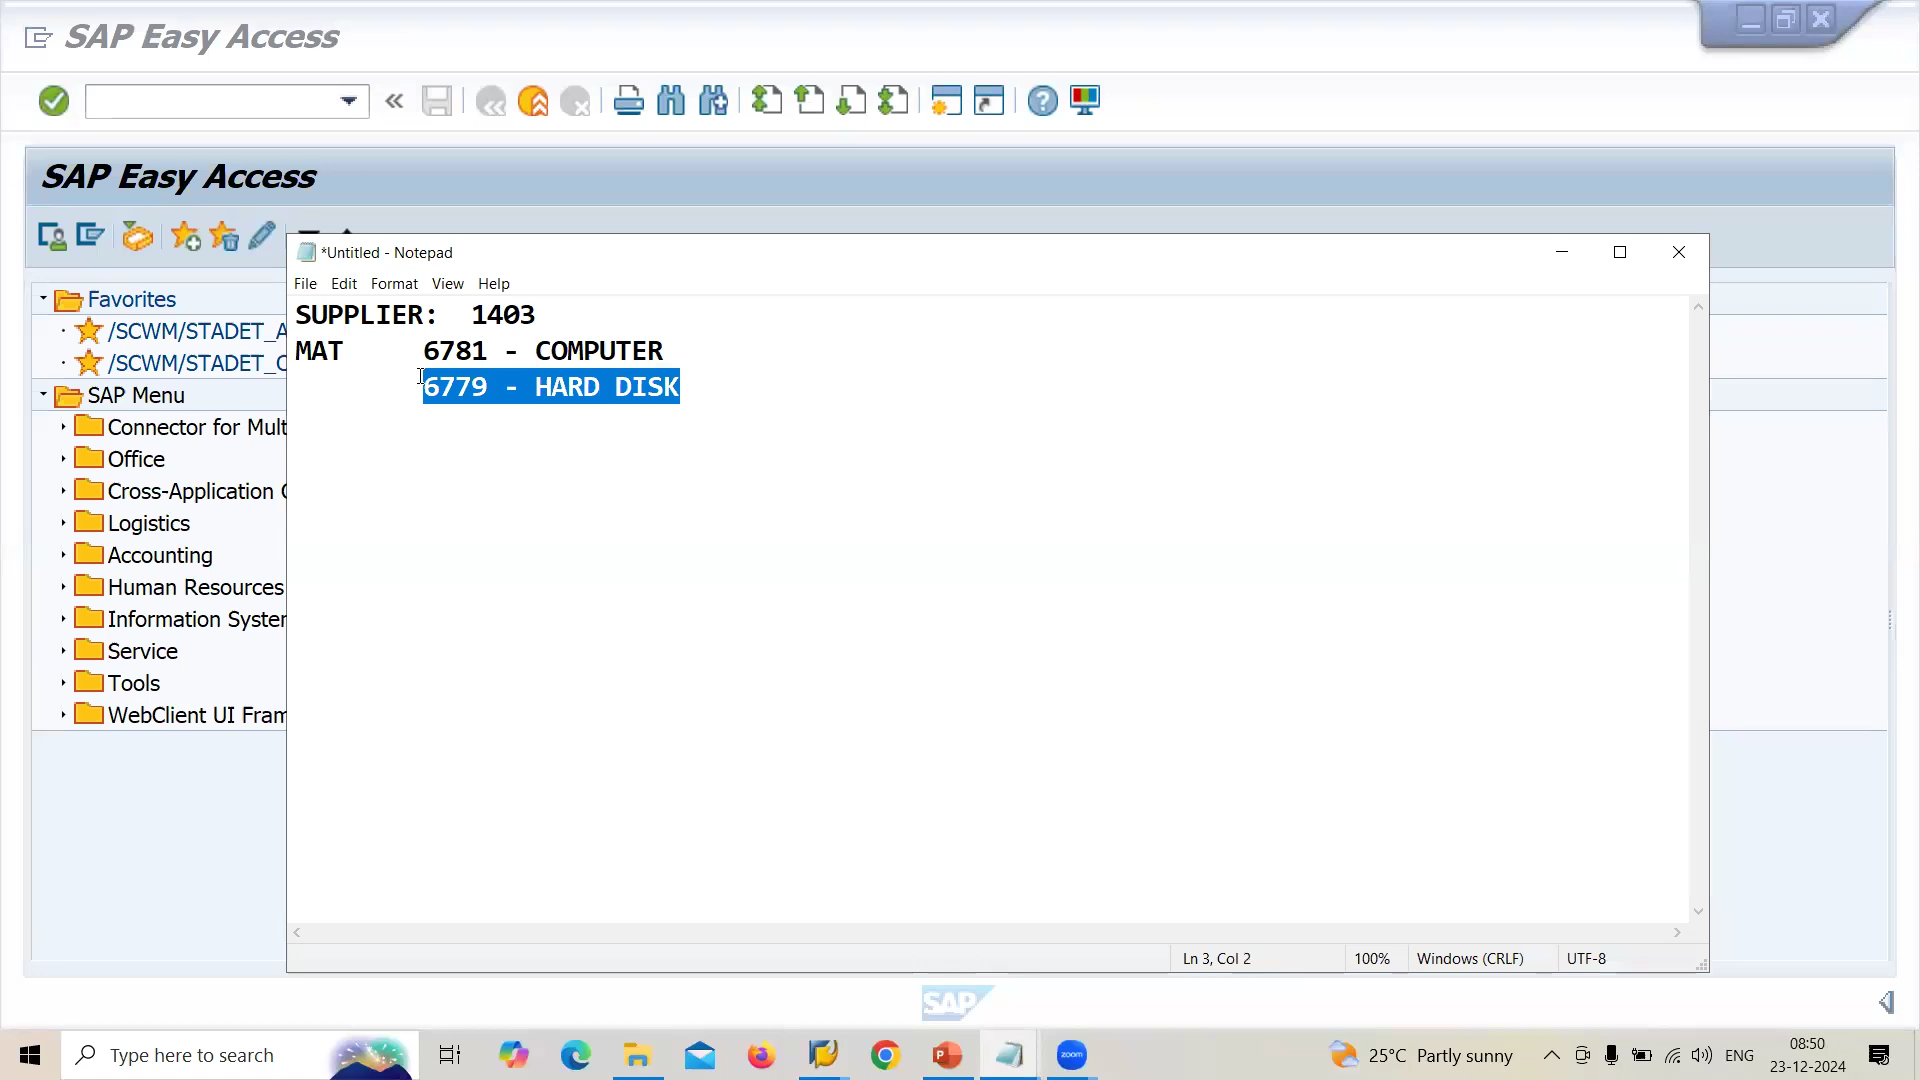 SAP Easy Access
SAP Easy Access
*Untitled - Notepad
File Edit Format View Help
SUPPLIER: 1403
MAT 6781 - COMPUTER
6779 - HARD DISK
Favorites
/SCWM/STADET_A
/SCWM/STADET_C
SAP Menu
Connector for Mult
Office
Cross-Application C
Logistics
Accounting
Human Resources
Information System
Service
Tools
WebClient UI Fram
Ln 3, Col 2 100% Windows (CRLF) UTF-8
SAP
Type here to search
zoom
25°C Partly sunny
ENG
08:50
23-12-2024